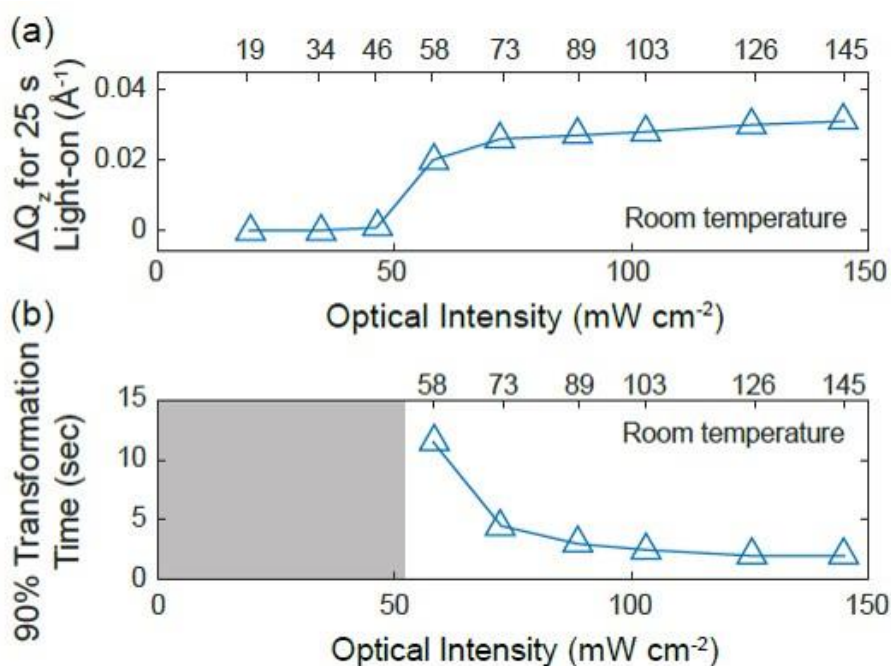 (a)
19 34 46 58 73 89 103 126 145
ΔQz for 25 s
Light-on (Å-1)
0.04
0.02
0
Room temperature
0 50 100 150
Optical Intensity (mW cm-2)
(b)
58 73 89 103 126 145
90% Transformation
Time (sec)
15
10
5
0
Room temperature
0 50 100 150
Optical Intensity (mW cm-2)